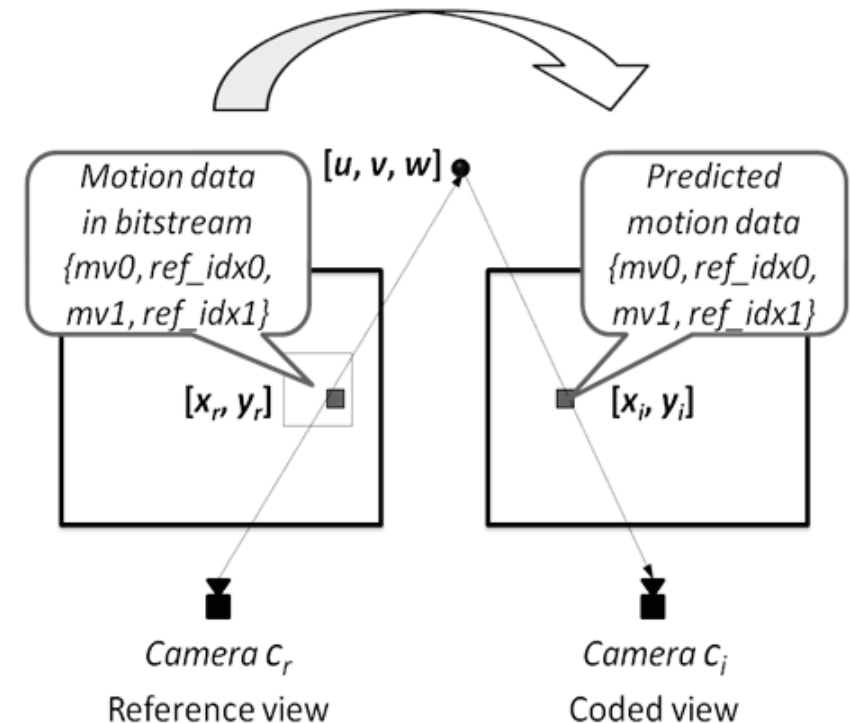 [u, v, w]
Motion data
in bitstream
{mv0, ref_idx0,
mv1, ref_idx1}
Predicted
motion data
{mv0, ref_idx0,
mv1, ref_idx1}
[xr, yr]
[xi, yi]
Camera cr
Reference view
Camera ci
Coded view